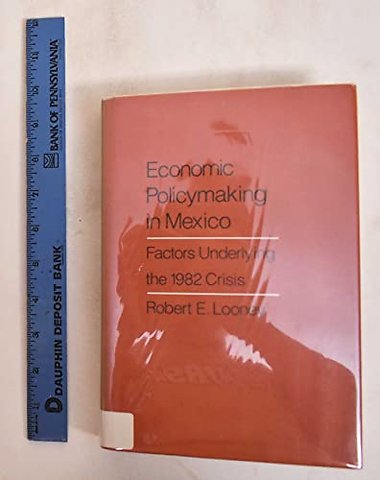 Economic
Policymaking
in Mexico
Factors Underlying
the 1982 Crisis
Robert E. Looney
DAUPHIN DEPOSIT BANK
BANK OF PENNSYLVANIA